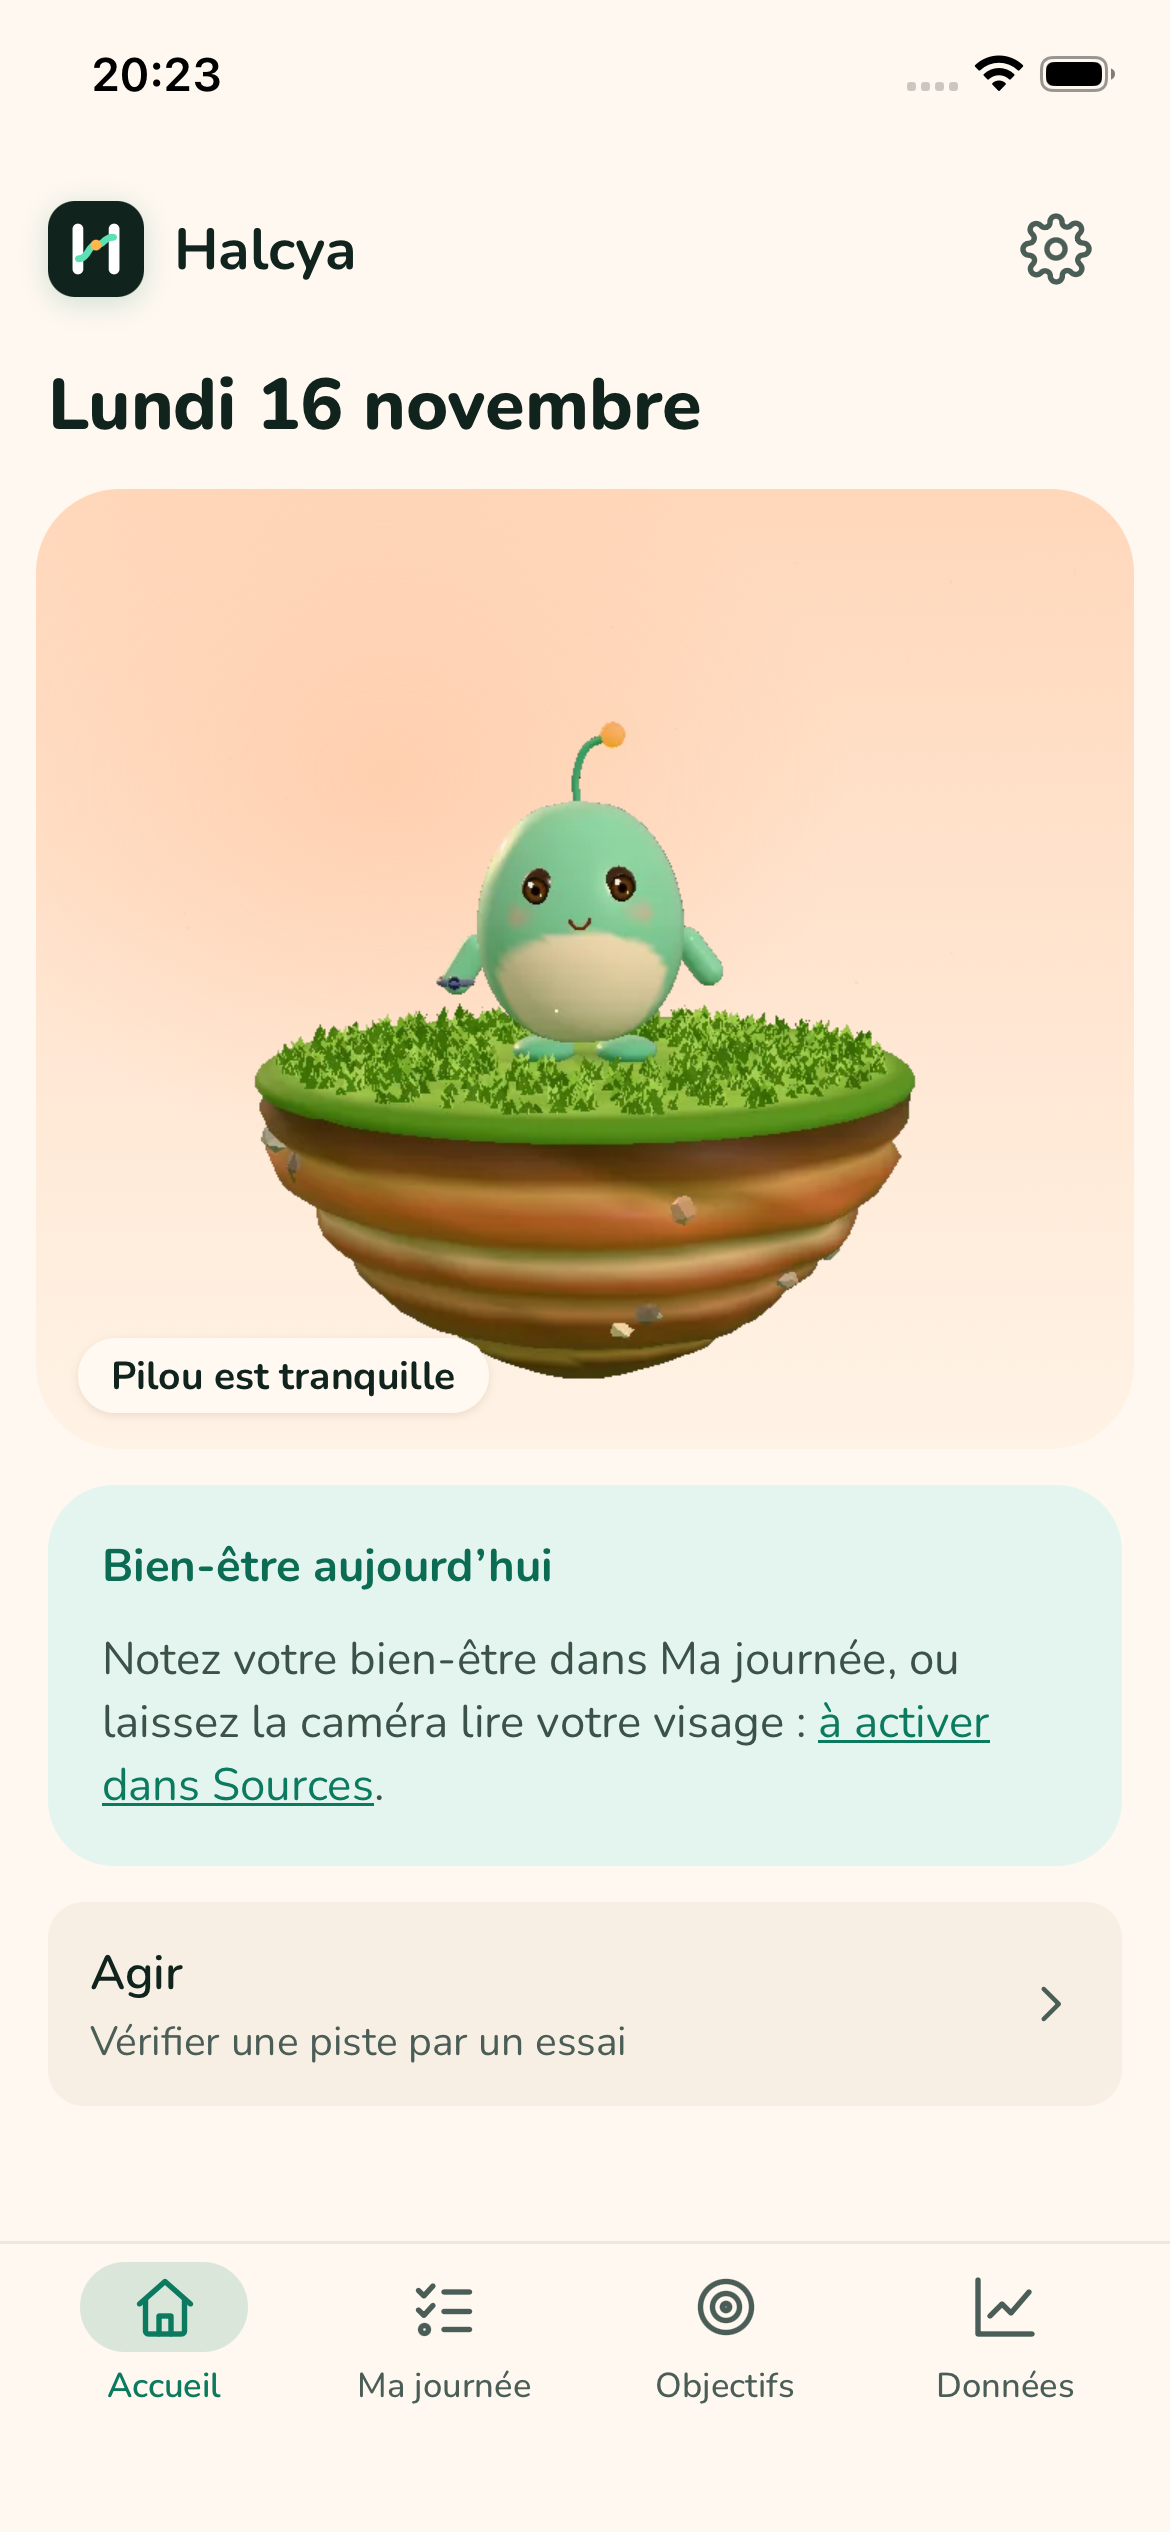 20:23
Halcya
Lundi 16 novembre
Pilou est tranquille
Bien-être aujourd’hui
Notez votre bien-être dans Ma journée, ou
laissez la caméra lire votre visage : à activer
dans Sources.
Agir
Vérifier une piste par un essai
Accueil
Ma journée
Objectifs
Données